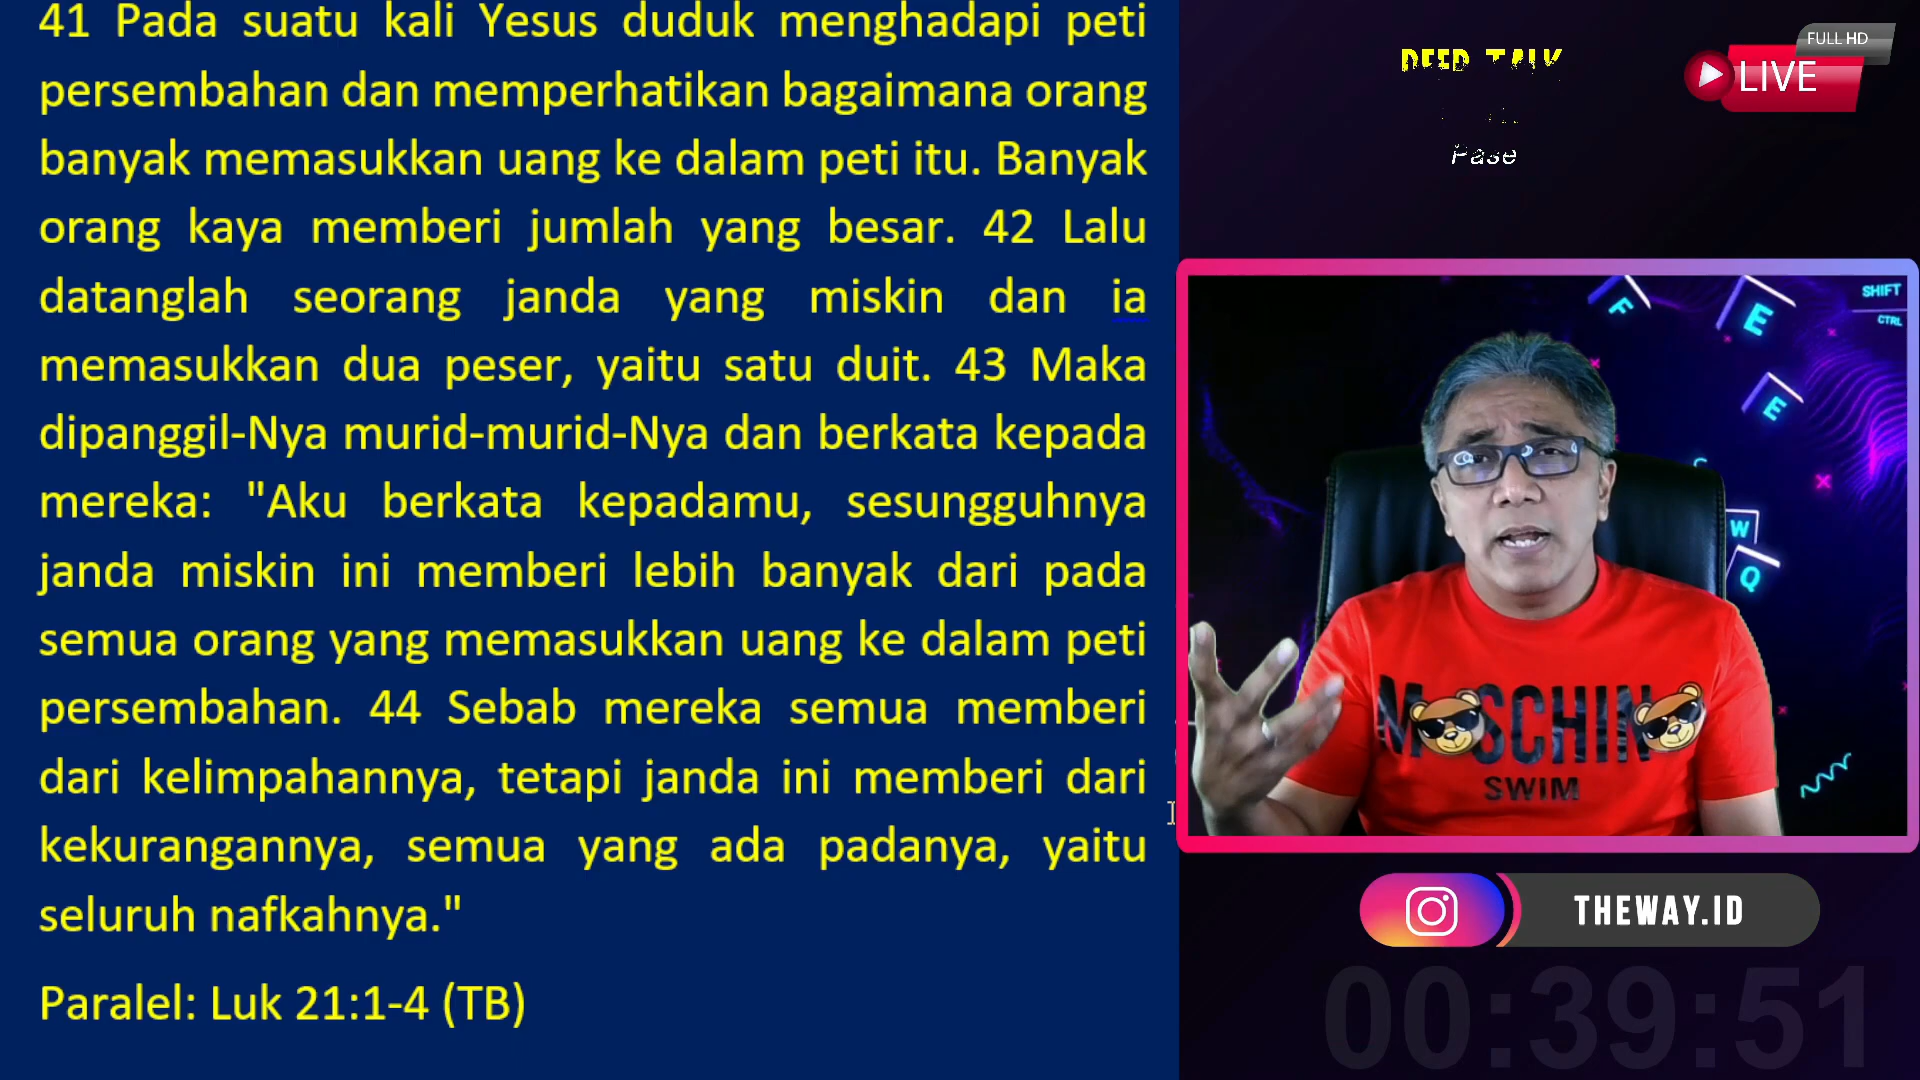 41 Pada suatu kali Yesus duduk menghadapi peti
persembahan dan memperhatikan bagaimana orang
banyak memasukkan uang ke dalam peti itu. Banyak
orang kaya memberi jumlah yang besar. 42 Lalu
datanglah seorang janda yang miskin dan ia
memasukkan dua peser, yaitu satu duit. 43 Maka
dipanggil-Nya murid-murid-Nya dan berkata kepada
mereka: "Aku berkata kepadamu, sesungguhnya
janda miskin ini memberi lebih banyak dari pada
semua orang yang memasukkan uang ke dalam peti
persembahan. 44 Sebab mereka semua memberi
dari kelimpahannya, tetapi janda ini memberi dari
kekurangannya, semua yang ada padanya, yaitu
seluruh nafkahnya."
Paralel: Luk 21:1-4 (TB)
DEEP TALK
Pase
FULL HD
LIVE
F
E
SHIFT
CTRL
E
W
Q
MOSCHINO
SWIM
THEWAY.ID
00:39:51